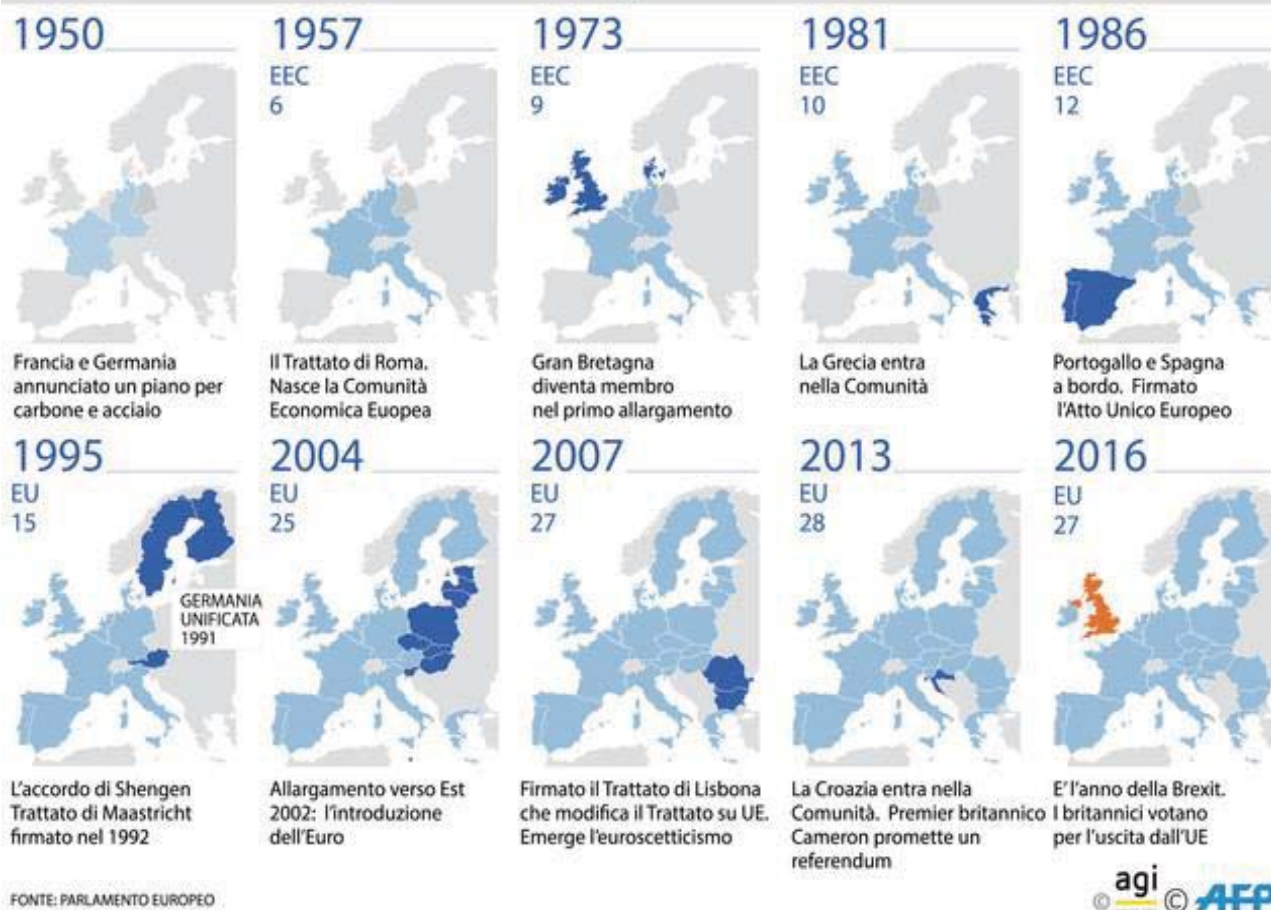 1950
Francia e Germania
annunciato un piano per
carbone e acciaio
1957
EEC
6
Il Trattato di Roma.
Nasce la Comunità
Economica Euopea
1973
EEC
9
Gran Bretagna
diventa membro
nel primo allargamento
1981
EEC
10
La Grecia entra
nella Comunità
1986
EEC
12
Portogallo e Spagna
a bordo. Firmato
l'Atto Unico Europeo
1995
EU
15
GERMANIA
UNIFICATA
1991
L'accordo di Shengen
Trattato di Maastricht
firmato nel 1992
2004
EU
25
Allargamento verso Est
2002: l'introduzione
dell'Euro
2007
EU
27
Firmato il Trattato di Lisbona
che modifica il Trattato su UE.
Emerge l'euroscetticismo
2013
EU
28
La Croazia entra nella
Comunità. Premier britannico
Cameron promette un
referendum
2016
EU
27
E' l'anno della Brexit.
I britannici votano
per l'uscita dall'UE
FONTE: PARLAMENTO EUROPEO
© agi © AFP